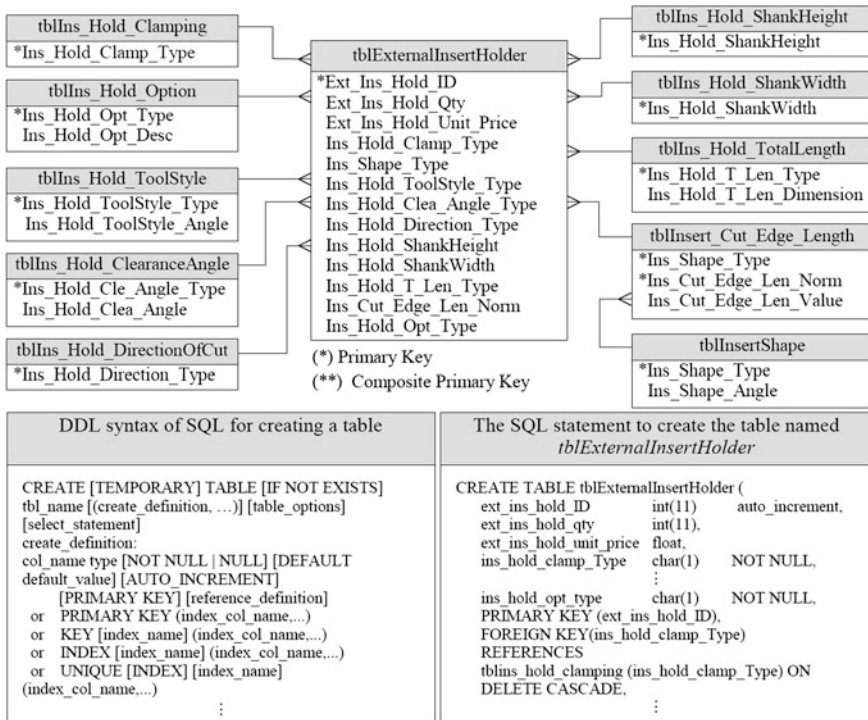 tblIns_Hold_Clamping
*Ins_Hold_Clamp_Type
tblIns_Hold_Option
*Ins_Hold_Opt_Type
Ins_Hold_Opt_Desc
tblIns_Hold_ToolStyle
*Ins_Hold_ToolStyle_Type
Ins_Hold_ToolStyle_Angle
tblIns_Hold_ClearanceAngle
*Ins_Hold_Cle_Angle_Type
Ins_Hold_Clea_Angle
tblIns_Hold_DirectionOfCut
*Ins_Hold_Direction_Type
tblExternalInsertHolder
*Ext_Ins_Hold_ID
Ext_Ins_Hold_Qty
Ext_Ins_Hold_Unit_Price
Ins_Hold_Clamp_Type
Ins_Shape_Type
Ins_Hold_ToolStyle_Type
Ins_Hold_Clea_Angle_Type
Ins_Hold_Direction_Type
Ins_Hold_ShankHeight
Ins_Hold_ShankWidth
Ins_Hold_T_Len_Type
Ins_Cut_Edge_Len_Norm
Ins_Hold_Opt_Type
(*) Primary Key
(**) Composite Primary Key
tblIns_Hold_ShankHeight
*Ins_Hold_ShankHeight
tblIns_Hold_ShankWidth
*Ins_Hold_ShankWidth
tblIns_Hold_TotalLength
*Ins_Hold_T_Len_Type
Ins_Hold_T_Len_Dimension
tblInsert_Cut_Edge_Length
*Ins_Shape_Type
*Ins_Cut_Edge_Len_Norm
Ins_Cut_Edge_Len_Value
tblInsertShape
*Ins_Shape_Type
Ins_Shape_Angle
DDL syntax of SQL for creating a table
CREATE [TEMPORARY] TABLE [IF NOT EXISTS]
tbl_name [(create_definition, …)] [table_options]
[select_statement]
create_definition:
col_name type [NOT NULL | NULL] [DEFAULT
default_value] [AUTO_INCREMENT]
[PRIMARY KEY] [reference_definition]
or PRIMARY KEY (index_col_name,...)
or KEY [index_name] (index_col_name,...)
or INDEX [index_name] (index_col_name,...)
or UNIQUE [INDEX] [index_name]
(index_col_name,...)
⋮
The SQL statement to create the table named
tblExternalInsertHolder
CREATE TABLE tblExternalInsertHolder (
ext_ins_hold_ID int(11) auto_increment,
ext_ins_hold_qty int(11),
ext_ins_hold_unit_price float,
ins_hold_clamp_Type char(1) NOT NULL,
⋮
ins_hold_opt_type char(1) NOT NULL,
PRIMARY KEY (ext_ins_hold_ID),
FOREIGN KEY(ins_hold_clamp_Type)
REFERENCES
tblins_hold_clamping (ins_hold_clamp_Type) ON
DELETE CASCADE,
⋮